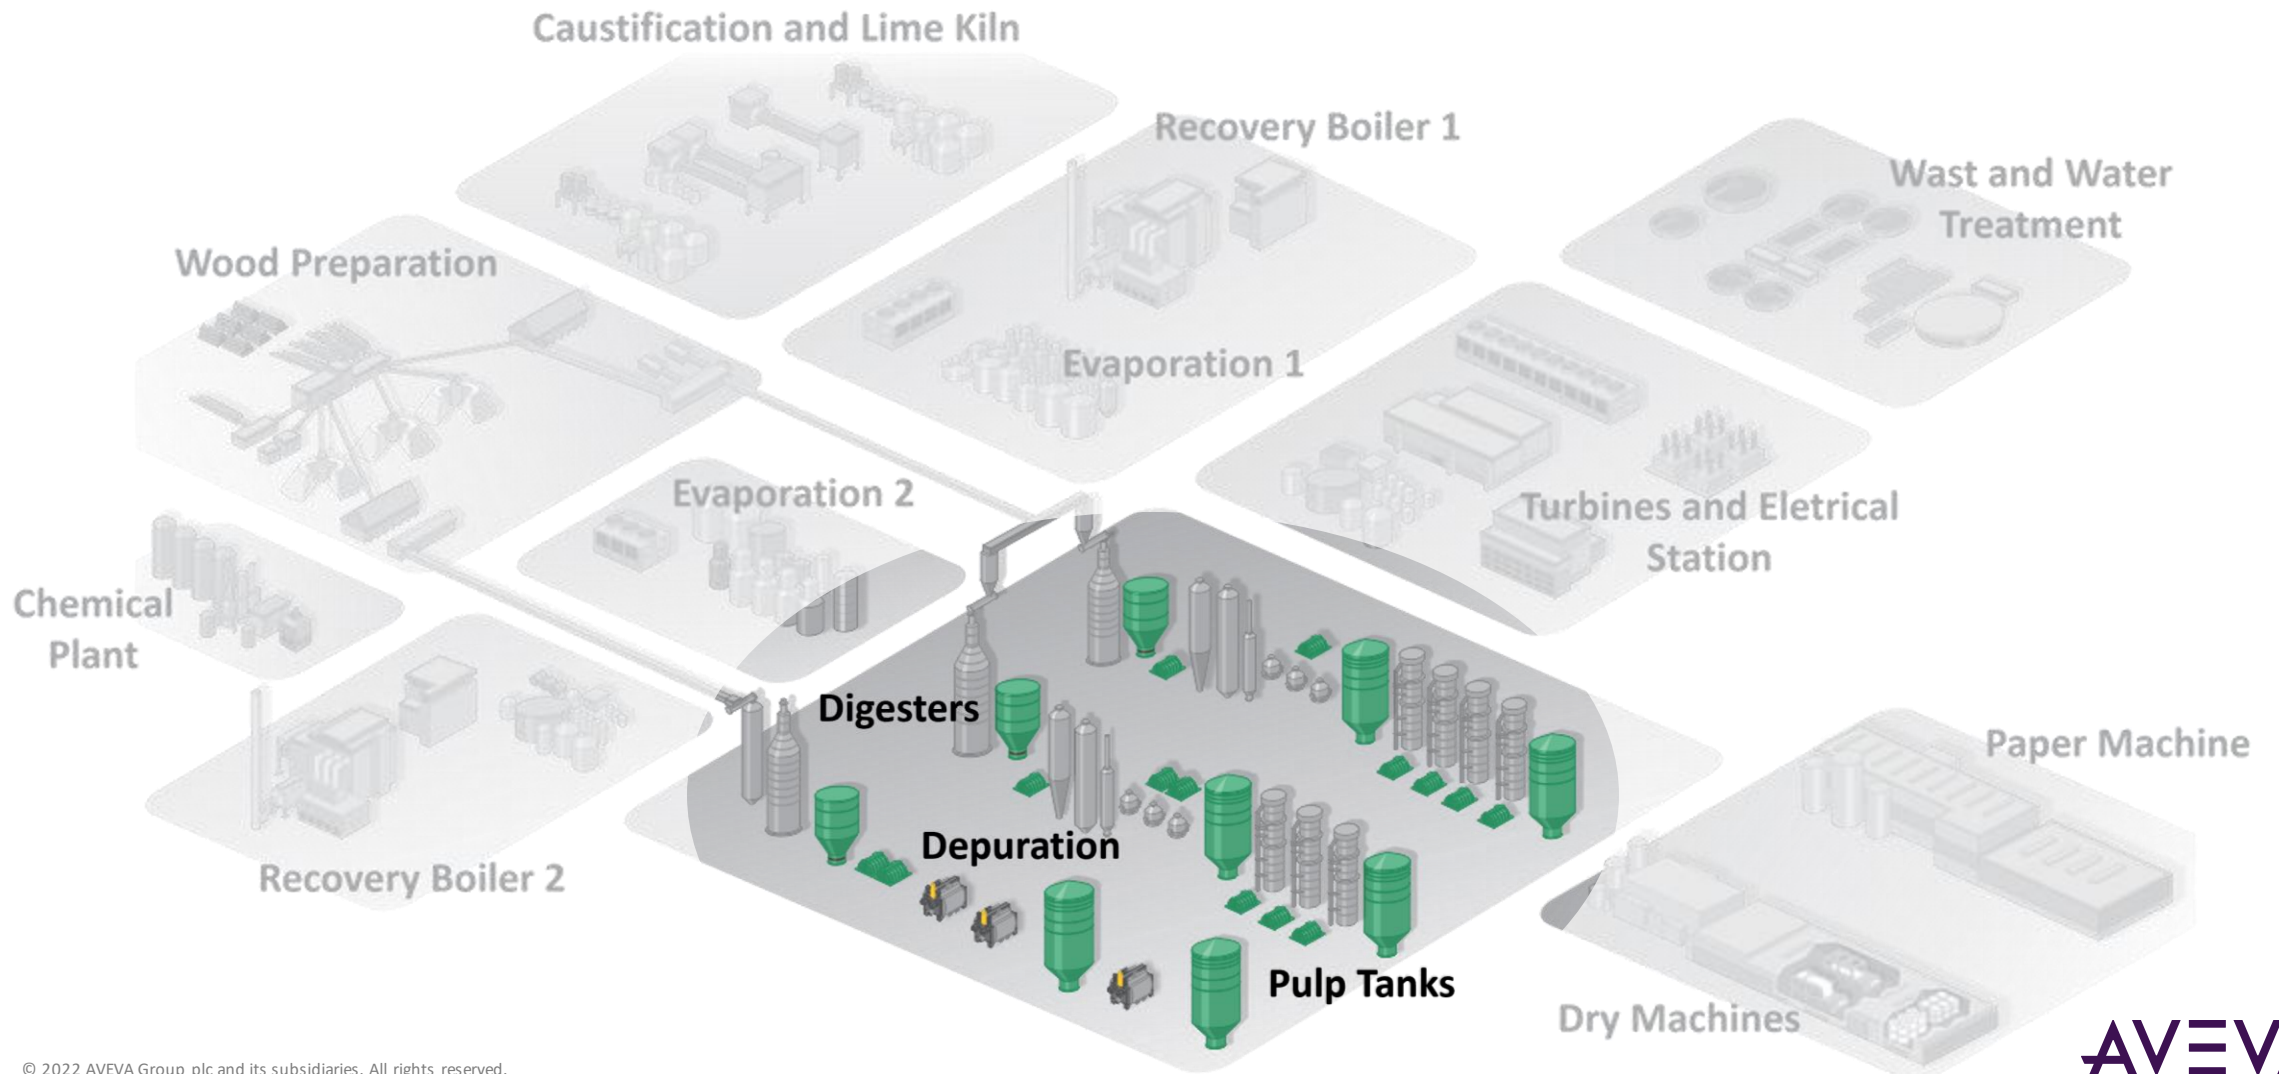 Caustification and Lime Kiln
Recovery Boiler 1
Wast and Water
Treatment
Wood Preparation
Evaporation 1
Evaporation 2
Turbines and Eletrical
Station
Chemical
Plant
Digesters
Paper Machine
Depuration
Recovery Boiler 2
Pulp Tanks
Dry Machines
© 2022 AVEVA Group plc and its subsidiaries. All rights reserved.
AVEV